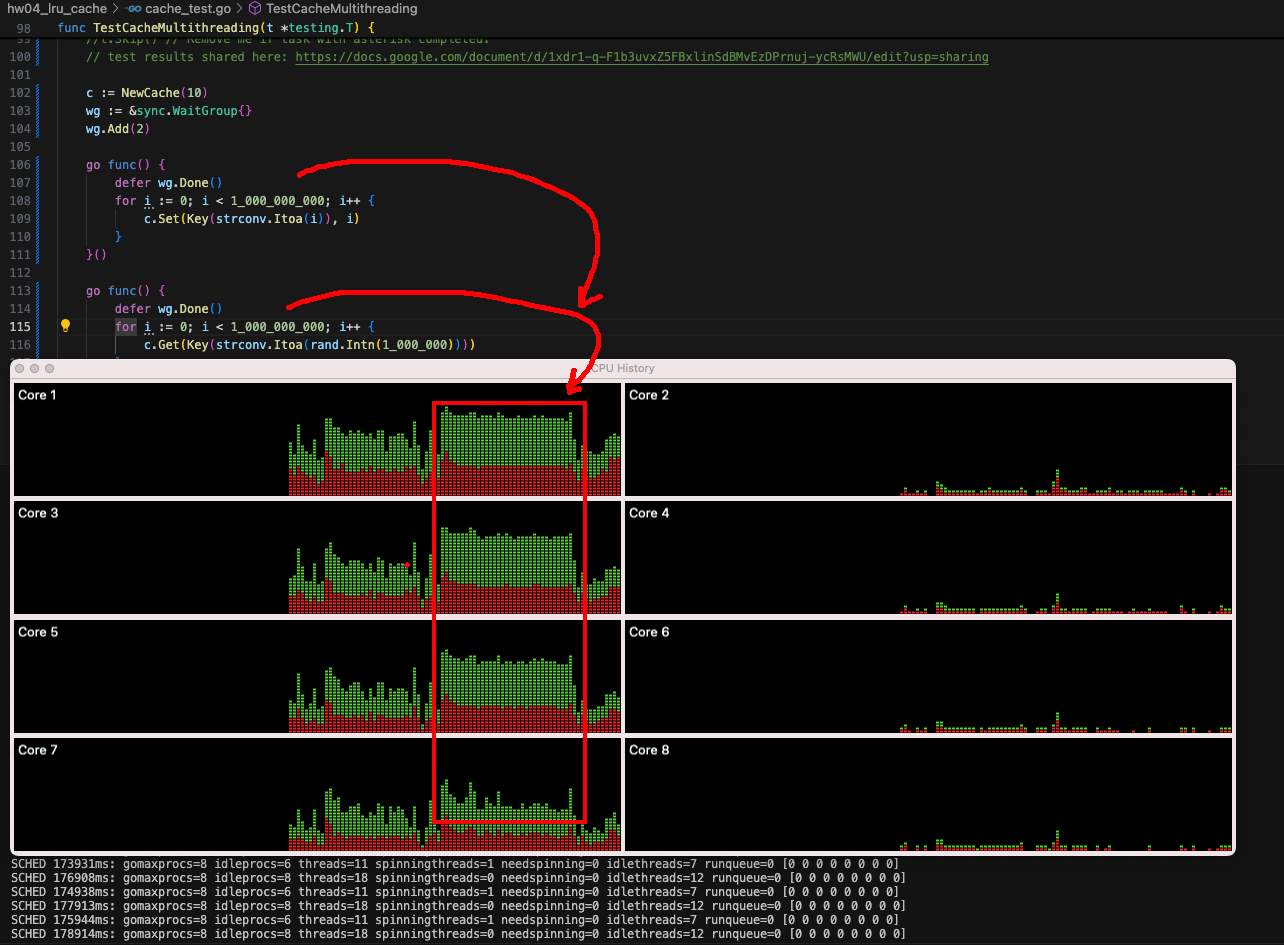 hw04_lru_cache > cache_test.go > TestCacheMultithreading
98 func TestCacheMultithreading(t *testing.T) {
99 //t.Skip() // Remove me if task with asterisk completed.
100 // test results shared here: https://docs.google.com/document/d/1xdr1-q-F1b3uvxZ5FBxlinSdBMvEzDPrnuj-ycRsMWU/edit?usp=sharing
101
102 c := NewCache(10)
103 wg := &sync.WaitGroup{}
104 wg.Add(2)
105
106 go func() {
107 defer wg.Done()
108 for i := 0; i < 1_000_000_000; i++ {
109 c.Set(Key(strconv.Itoa(i)), i)
110 }
111 }()
112
113 go func() {
114 defer wg.Done()
115 for i := 0; i < 1_000_000_000; i++ {
116 c.Get(Key(strconv.Itoa(rand.Intn(1_000_000))))
CPU History
Core 1
Core 2
Core 3
Core 4
Core 5
Core 6
Core 7
Core 8
SCHED 173931ms: gomaxprocs=8 idleprocs=6 threads=11 spinningthreads=1 needspinning=0 idlethreads=7 runqueue=0 [0 0 0 0 0 0 0 0]
SCHED 176908ms: gomaxprocs=8 idleprocs=8 threads=18 spinningthreads=0 needspinning=0 idlethreads=12 runqueue=0 [0 0 0 0 0 0 0 0]
SCHED 174938ms: gomaxprocs=8 idleprocs=6 threads=11 spinningthreads=1 needspinning=0 idlethreads=7 runqueue=0 [0 0 0 0 0 0 0 0]
SCHED 177913ms: gomaxprocs=8 idleprocs=8 threads=18 spinningthreads=0 needspinning=0 idlethreads=12 runqueue=0 [0 0 0 0 0 0 0 0]
SCHED 175944ms: gomaxprocs=8 idleprocs=6 threads=11 spinningthreads=1 needspinning=0 idlethreads=7 runqueue=0 [0 0 0 0 0 0 0 0]
SCHED 178914ms: gomaxprocs=8 idleprocs=8 threads=18 spinningthreads=0 needspinning=0 idlethreads=12 runqueue=0 [0 0 0 0 0 0 0 0]